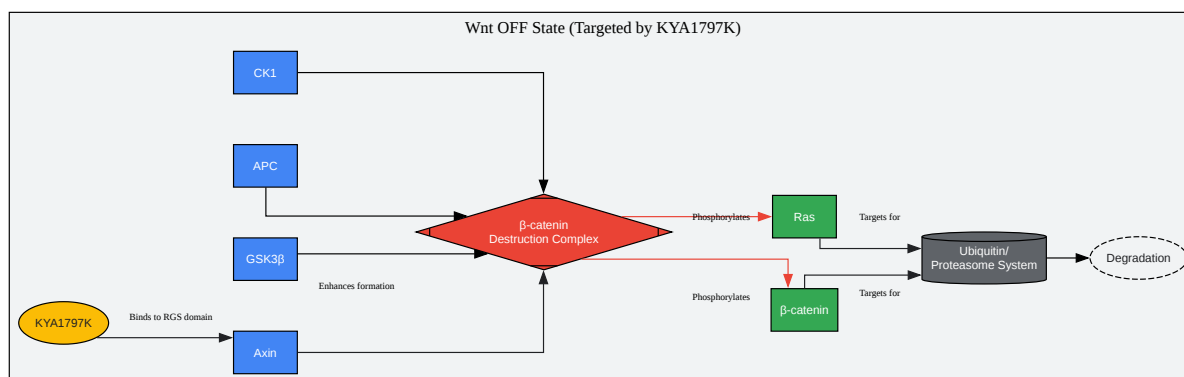 Wnt OFF State (Targeted by KYA1797K)
CK1
APC
β-catenin
Destruction Complex
Phosphorylates
Ras
Targets for
GSK3β
Enhances formation
Ubiquitin/
Proteasome System
Degradation
Phosphorylates
β-catenin
Targets for
KYA1797K
Binds to RGS domain
Axin